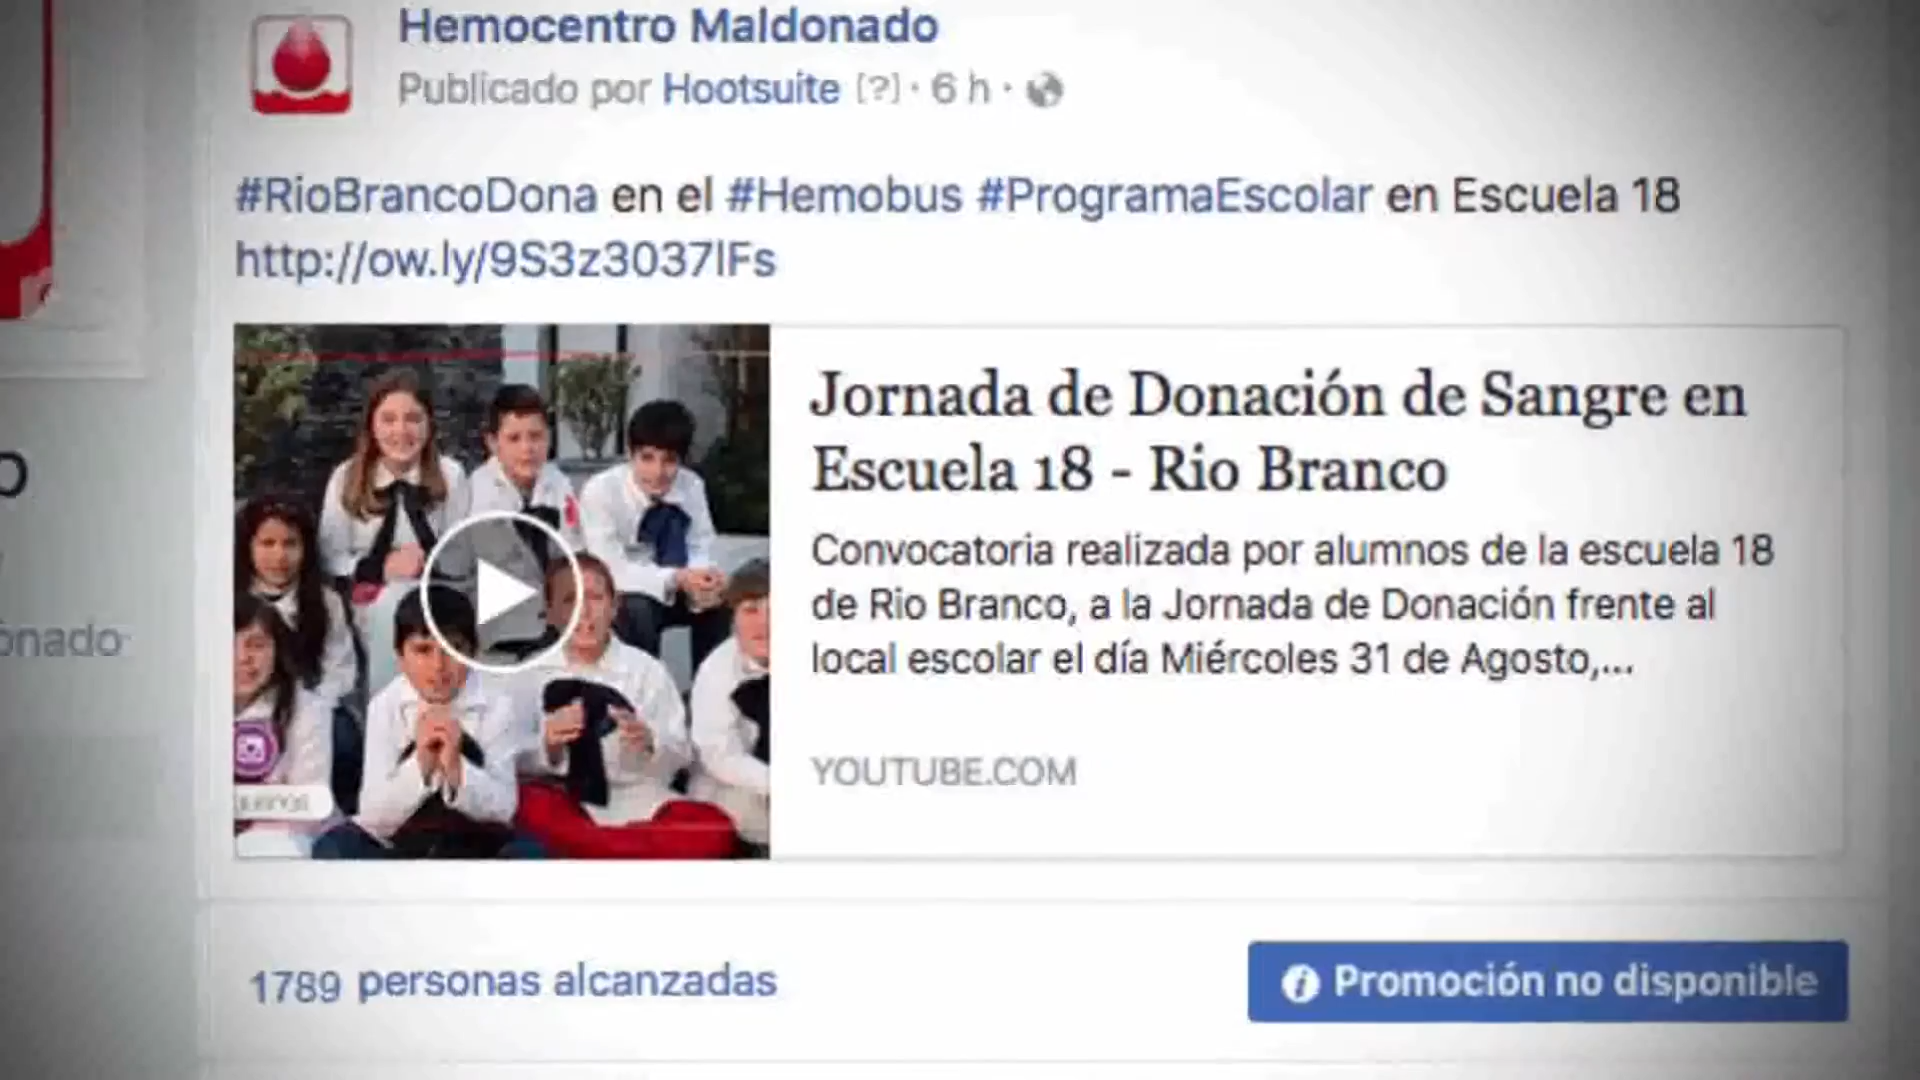 Hemocentro Maldonado
Publicado por Hootsuite [?] · 6 h ·
#RioBrancoDona en el #Hemobus #ProgramaEscolar en Escuela 18
http://ow.ly/9S3z3037lFs
Jornada de Donación de Sangre en
Escuela 18 - Rio Branco
Convocatoria realizada por alumnos de la escuela 18
de Rio Branco, a la Jornada de Donación frente al
local escolar el día Miércoles 31 de Agosto,...
YOUTUBE.COM
onado
1789 personas alcanzadas
Promoción no disponible